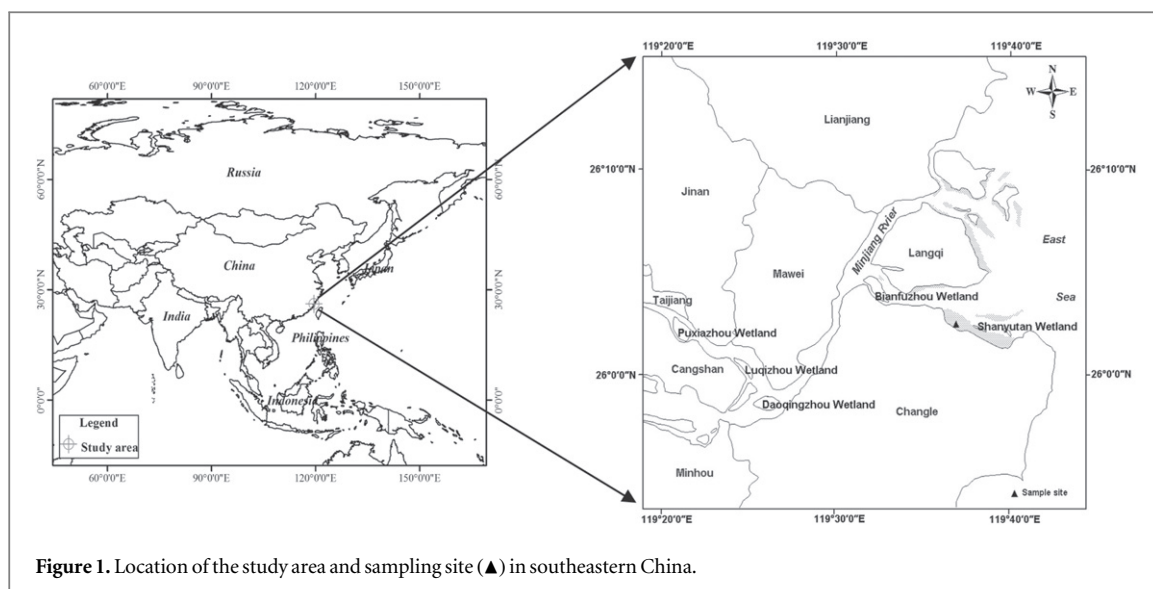 60°0'0"E 90°0'0"E 120°0'0"E 150°0'0"E
60°0'0"N
30°0'0"N
0°0'0"
Russia
China
Japan
India
Philippines
Indonesia
Legend
Study area
60°0'0"N
30°0'0"N
0°0'0"
60°0'0"E 90°0'0"E 120°0'0"E 150°0'0"E
119°20'0"E 119°30'0"E 119°40'0"E
N
W E
S
Lianjiang
26°10'0"N
26°10'0"N
Jinan
Minjiang Rvier
East
Langqi
Mawei
Sea
Bianfuzhou Wetland
Taijiang
Shanyutan Wetland
Puxiazhou Wetland
Cangshan
Luqizhou Wetland
26°0'0"N
26°0'0"N
Daoqingzhou Wetland
Changle
Minhou
Sample site
119°20'0"E 119°30'0"E 119°40'0"E
Figure 1. Location of the study area and sampling site (▲) in southeastern China.